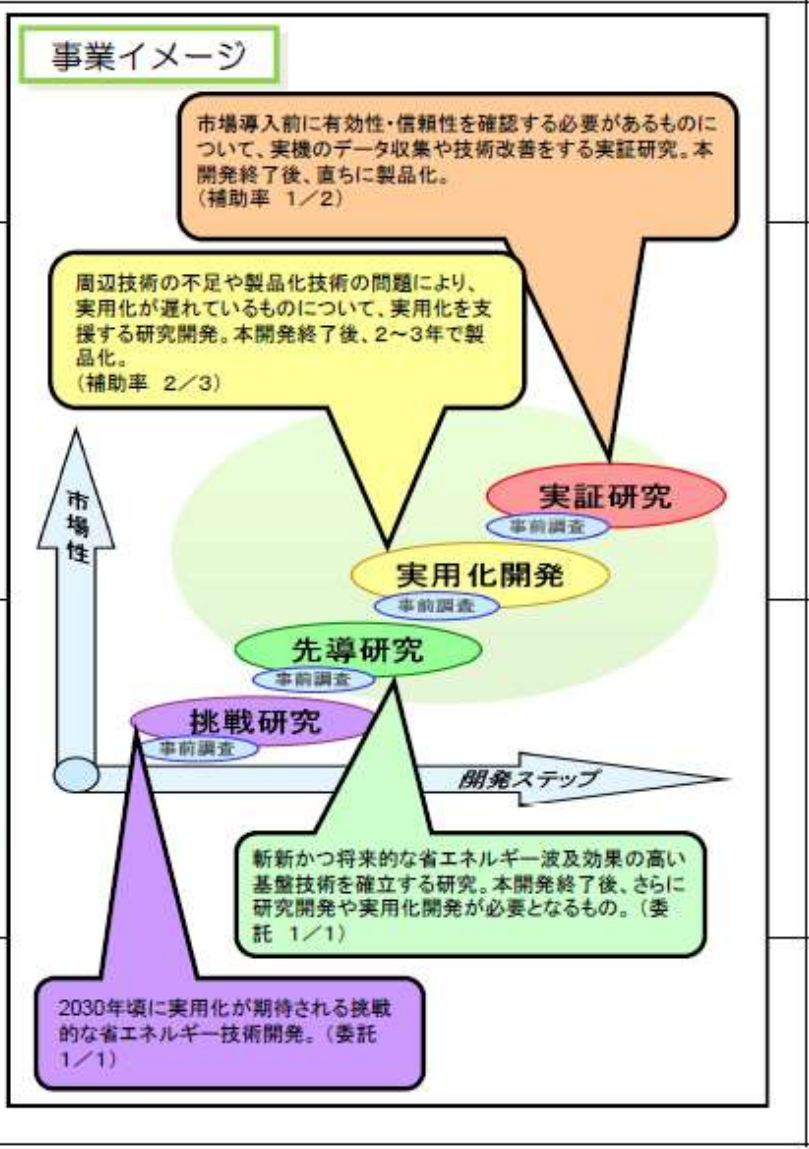 事業イメージ
市場導入前に有効性・信頼性を確認する必要があるものに
ついて、実機のデータ収集や技術改善をする実証研究。本
開発終了後、直ちに製品化。
（補助率　１／２）
周辺技術の不足や製品化技術の問題により、
実用化が遅れているものについて、実用化を支
援する研究開発。本開発終了後、２～３年で製
品化。
（補助率　２／３）
市場性
実証研究
事前調査
実用化開発
事前調査
先導研究
事前調査
挑戦研究
事前調査
開発ステップ
斬新かつ将来的な省エネルギー波及効果の高い
基盤技術を確立する研究。本開発終了後、さらに
研究開発や実用化開発が必要となるもの。（委
託　１／１）
2030年頃に実用化が期待される挑戦
的な省エネルギー技術開発。（委託
１／１）